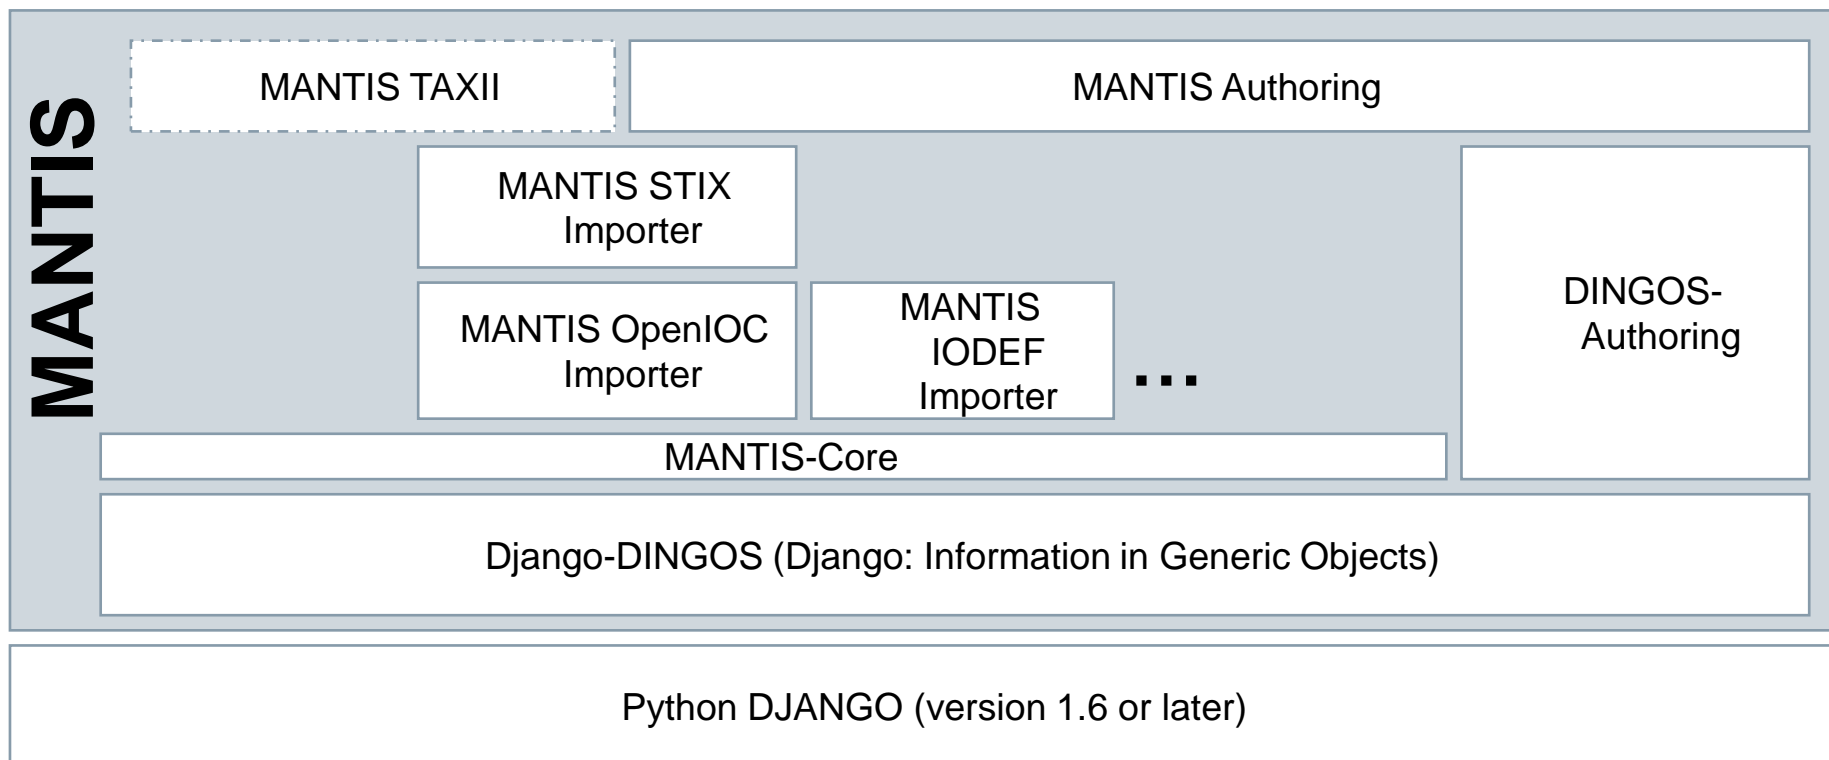 MANTIS
MANTIS TAXII
MANTIS Authoring
MANTIS STIX
Importer
MANTIS OpenIOC
Importer
MANTIS
IODEF
Importer
...
DINGOS-
Authoring
MANTIS-Core
Django-DINGOS (Django: Information in Generic Objects)
Python DJANGO (version 1.6 or later)